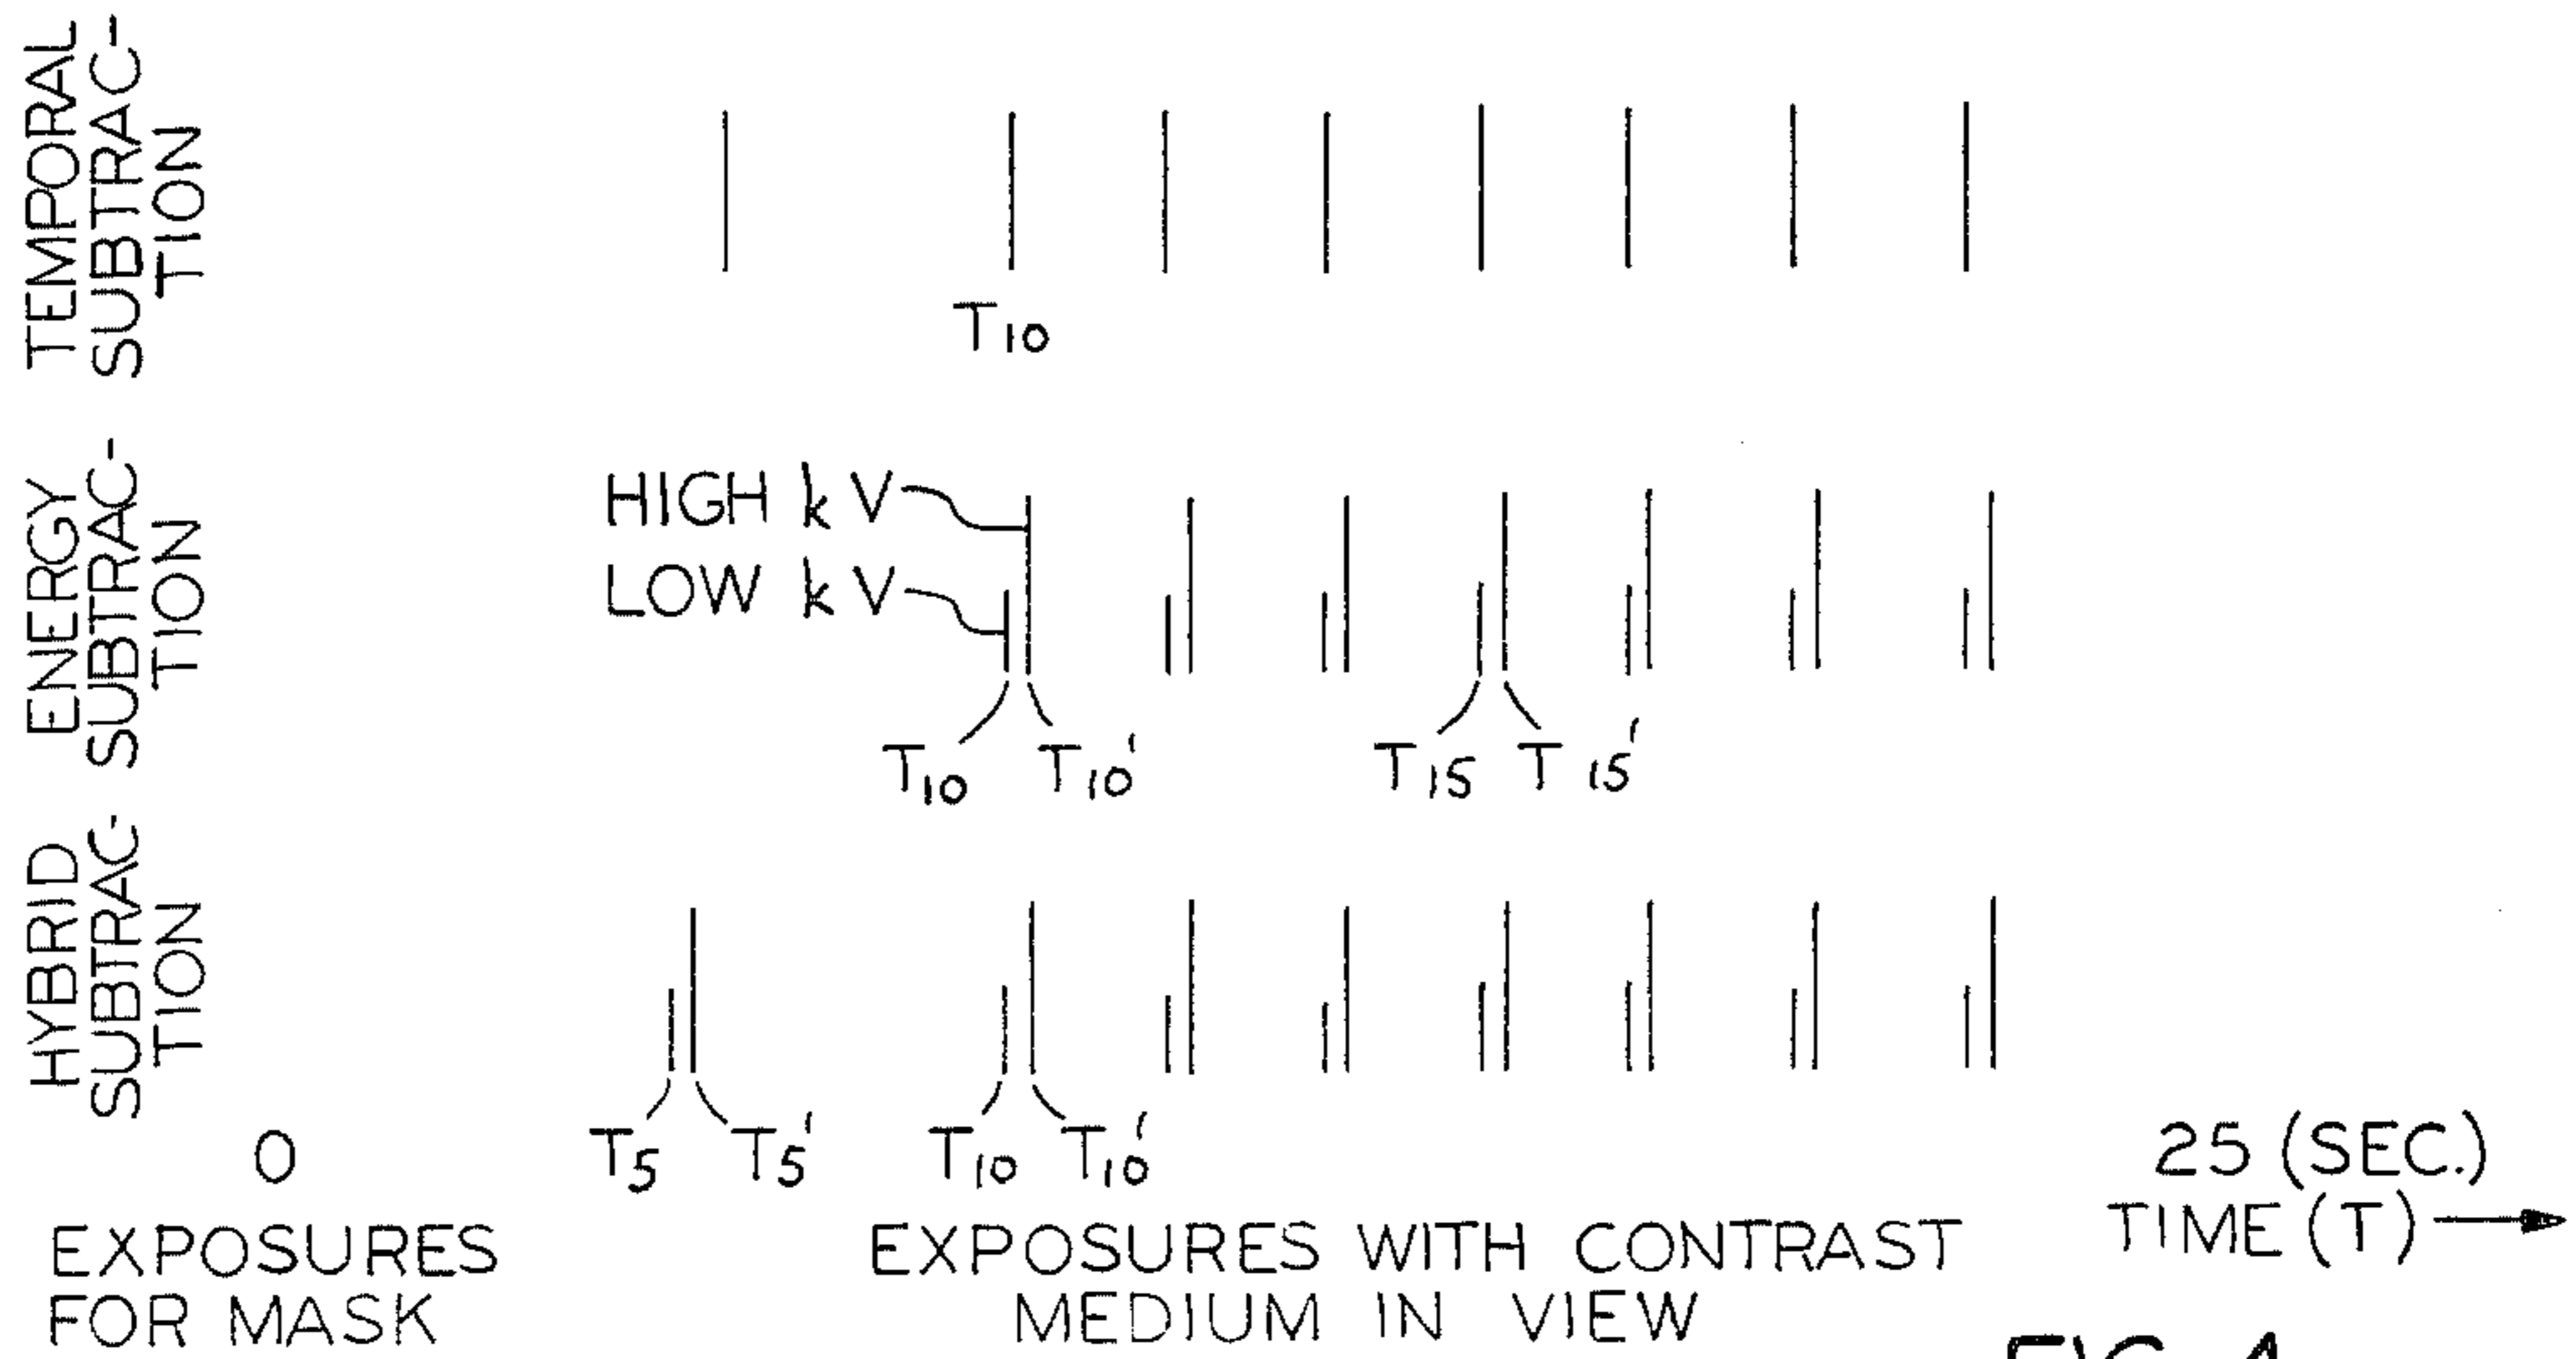 TEMPORAL
SUBTRAC-
TION
T10
ENERGY
SUBTRAC-
TION
HIGH kV
LOW kV
T10 T10' T15 T15'
HYBRID
SUBTRAC-
TION
T5 T5' T10 T10'
0
25 (SEC.)
TIME (T)
EXPOSURES
FOR MASK
EXPOSURES WITH CONTRAST
MEDIUM IN VIEW